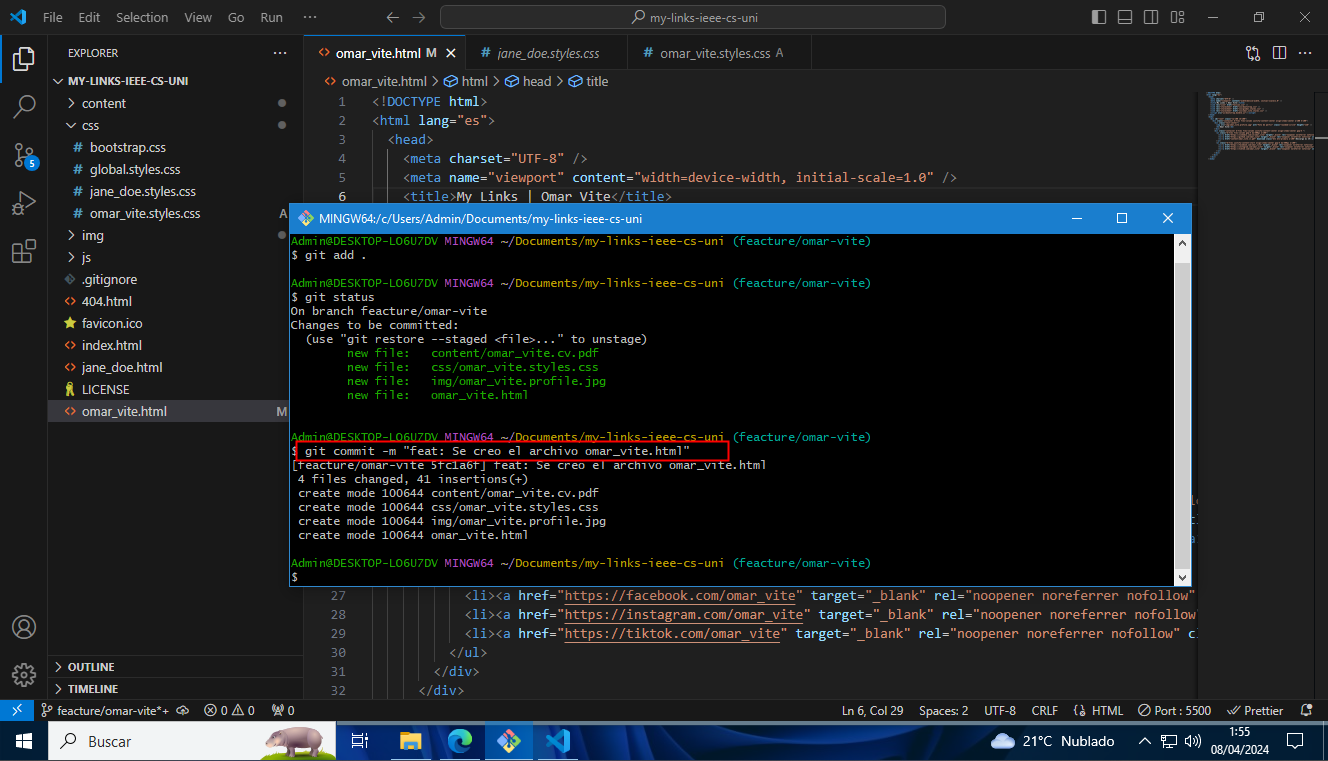 File Edit Selection View Go Run ··· my-links-ieee-cs-uni
EXPLORER ···
MY-LINKS-IEEE-CS-UNI
content
css
# bootstrap.css
# global.styles.css
# jane_doe.styles.css
# omar_vite.styles.css A
img
js
.gitignore
404.html
favicon.ico
index.html
jane_doe.html
LICENSE
omar_vite.html M
OUTLINE
TIMELINE
5
omar_vite.html M # jane_doe.styles.css # omar_vite.styles.css A ···
omar_vite.html > html > head > title
1 <!DOCTYPE html>
2 <html lang="es">
3 <head>
4 <meta charset="UTF-8" />
5 <meta name="viewport" content="width=device-width, initial-scale=1.0" />
6 <title>My Links | Omar Vite</title>
MINGW64:/c/Users/Admin/Documents/my-links-ieee-cs-uni
Admin@DESKTOP-LO6U7DV MINGW64 ~/Documents/my-links-ieee-cs-uni (feacture/omar-vite)
$ git add .
Admin@DESKTOP-LO6U7DV MINGW64 ~/Documents/my-links-ieee-cs-uni (feacture/omar-vite)
$ git status
On branch feacture/omar-vite
Changes to be committed:
(use "git restore --staged <file>..." to unstage)
new file: content/omar_vite.cv.pdf
new file: css/omar_vite.styles.css
new file: img/omar_vite.profile.jpg
new file: omar_vite.html
Admin@DESKTOP-LO6U7DV MINGW64 ~/Documents/my-links-ieee-cs-uni (feacture/omar-vite)
$ git commit -m "feat: Se creo el archivo omar_vite.html"
[feacture/omar-vite 5fc1a6f] feat: Se creo el archivo omar_vite.html
4 files changed, 41 insertions(+)
create mode 100644 content/omar_vite.cv.pdf
create mode 100644 css/omar_vite.styles.css
create mode 100644 img/omar_vite.profile.jpg
create mode 100644 omar_vite.html
Admin@DESKTOP-LO6U7DV MINGW64 ~/Documents/my-links-ieee-cs-uni (feacture/omar-vite)
$
27 <li><a href="https://facebook.com/omar_vite" target="_blank" rel="noopener noreferrer nofollow"
28 <li><a href="https://instagram.com/omar_vite" target="_blank" rel="noopener noreferrer nofollow
29 <li><a href="https://tiktok.com/omar_vite" target="_blank" rel="noopener noreferrer nofollow" c
30 </ul>
31 </div>
32 </div>
feacture/omar-vite*+ 0 0 0 Ln 6, Col 29 Spaces: 2 UTF-8 CRLF {} HTML Port : 5500 Prettier
Buscar 21°C Nublado 1:55
08/04/2024